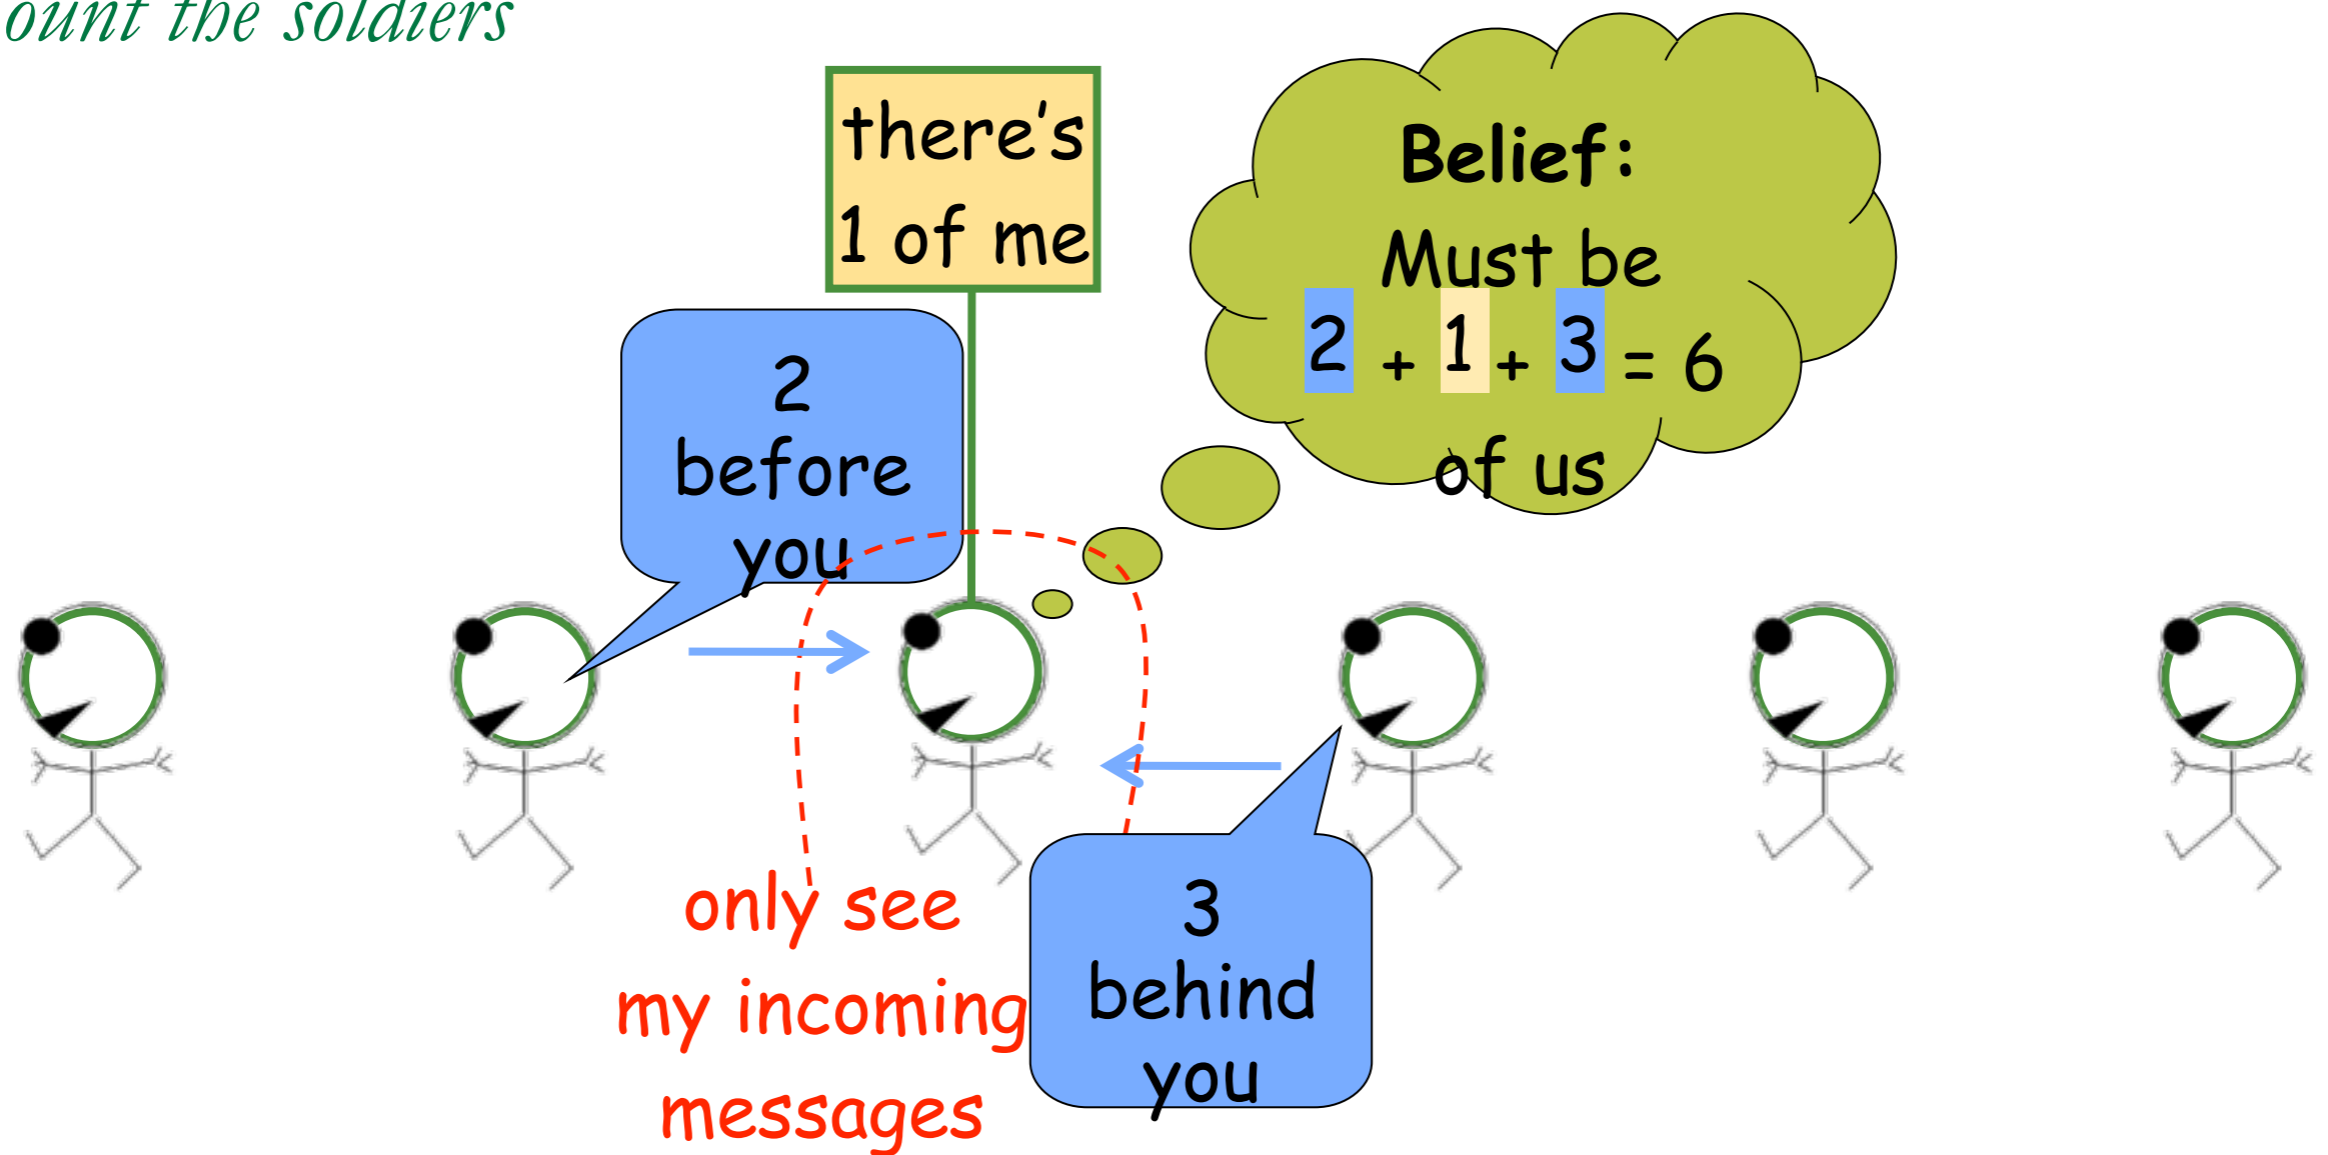 ount the soldiers
there's
1 of me
Belief:
Must be
2 + 1 + 3 = 6
of us
2
before
you
only see
my incoming
messages
3
behind
you